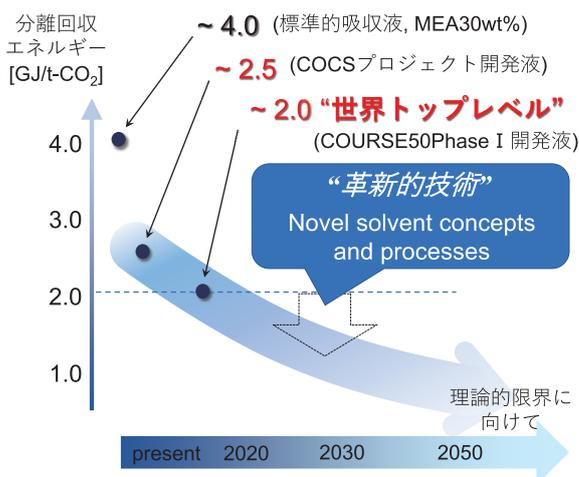 分離回収
エネルギー
[GJ/t-CO₂]
~ 4.0 (標準的吸収液, MEA30wt%)
~ 2.5 (COCSプロジェクト開発液)
~ 2.0 “世界トップレベル”
(COURSE50Phase I 開発液)
“革新的技術”
Novel solvent concepts
and processes
4.0
3.0
2.0
1.0
理論的限界に
向けて
present 2020 2030 2050